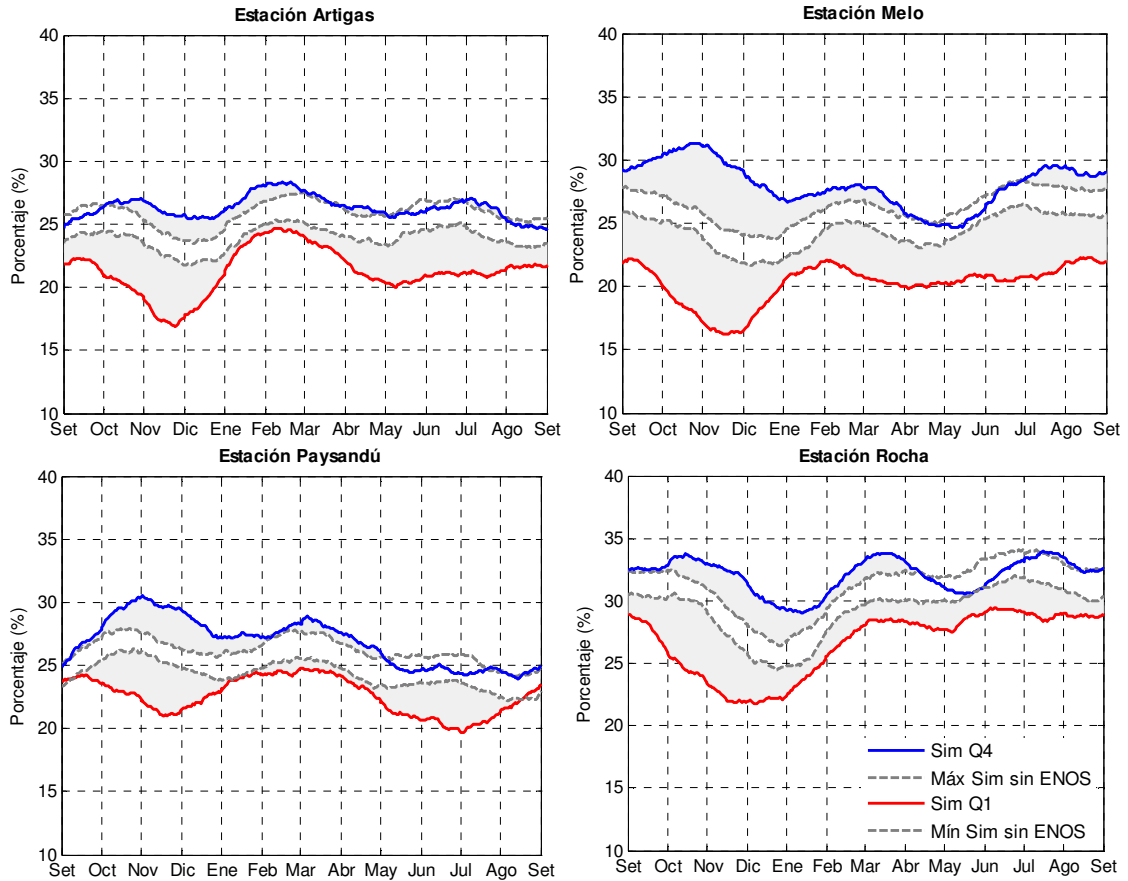 Estación Artigas
Porcentaje (%)
40
35
30
25
20
15
10
Set Oct Nov Dic Ene Feb Mar Abr May Jun Jul Ago Set
Estación Melo
Porcentaje (%)
40
35
30
25
20
15
10
Set Oct Nov Dic Ene Feb Mar Abr May Jun Jul Ago Set
Estación Paysandú
Porcentaje (%)
40
35
30
25
20
15
10
Set Oct Nov Dic Ene Feb Mar Abr May Jun Jul Ago Set
Estación Rocha
Porcentaje (%)
40
35
30
25
20
15
10
Set Oct Nov Dic Ene Feb Mar Abr May Jun Jul Ago Set
Sim Q4
Máx Sim sin ENOS
Sim Q1
Mín Sim sin ENOS